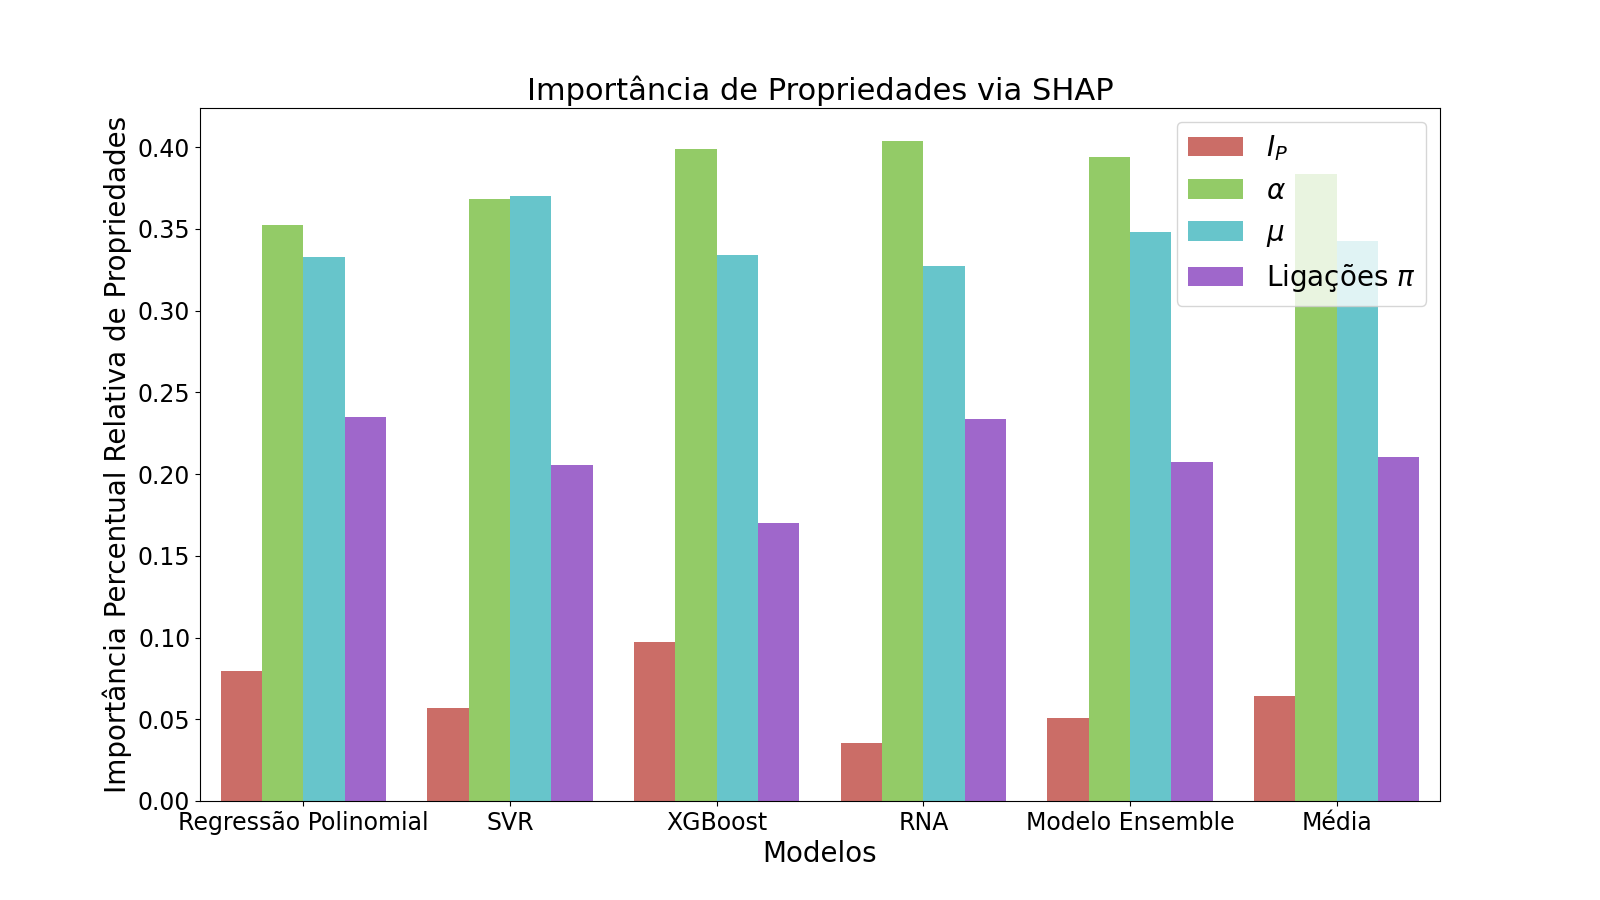 Importância de Propriedades via SHAP
Importância Percentual Relativa de Propriedades
0.40
0.35
0.30
0.25
0.20
0.15
0.10
0.05
0.00
I_P
α
μ
Ligações π
Regressão Polinomial SVR XGBoost RNA Modelo Ensemble Média
Modelos